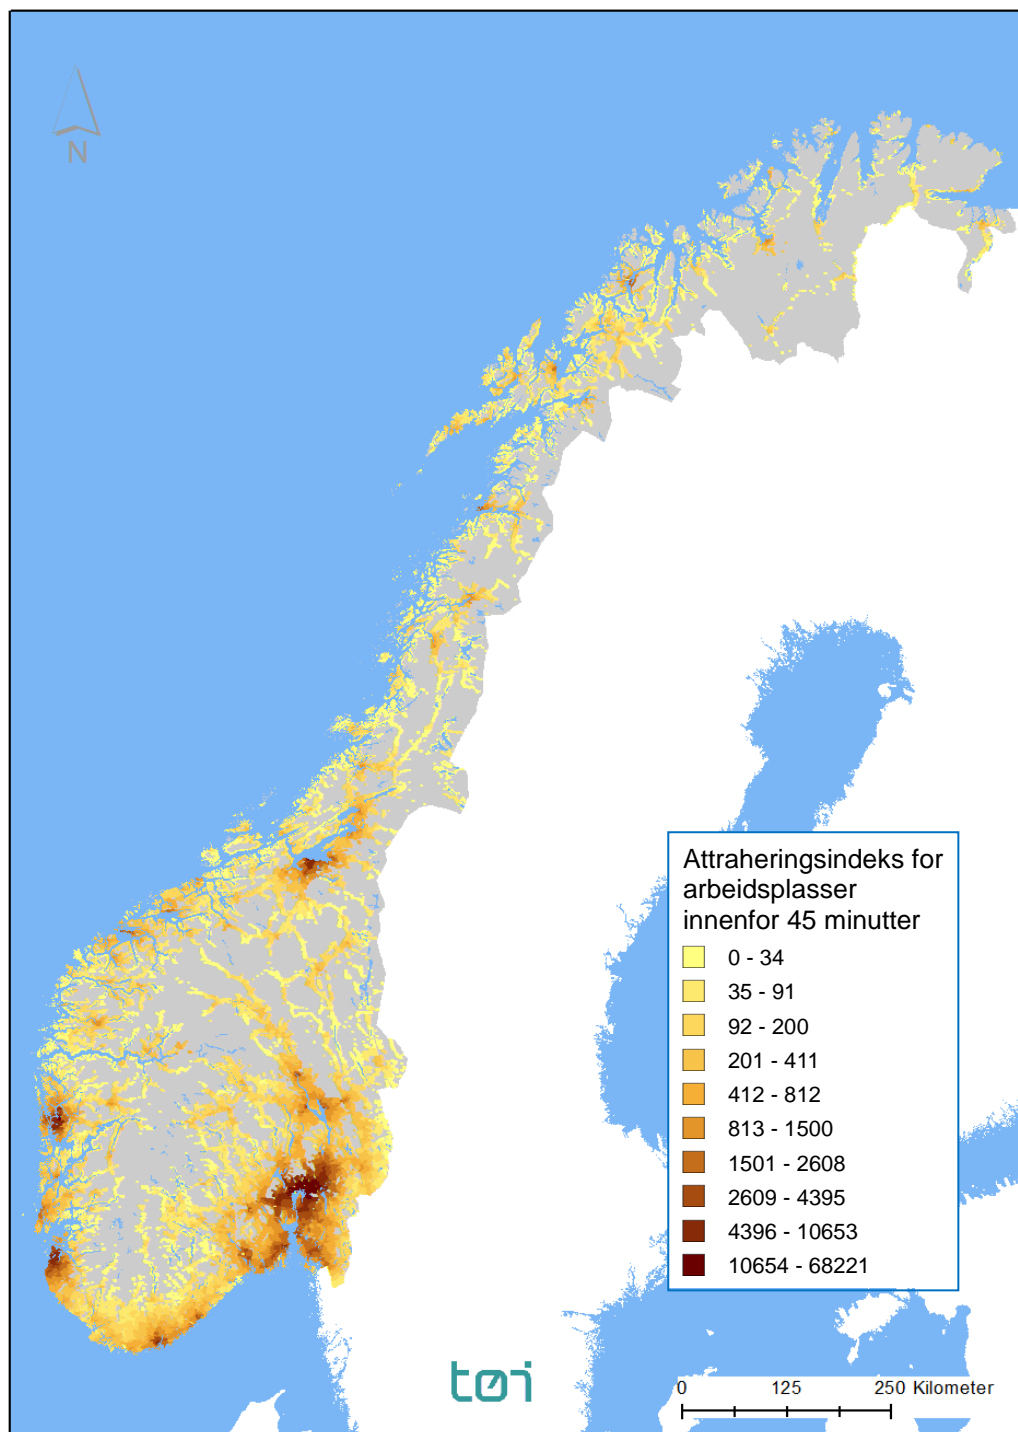 N
Attraheringsindeks for
arbeidsplasser
innenfor 45 minutter
0 - 34
35 - 91
92 - 200
201 - 411
412 - 812
813 - 1500
1501 - 2608
2609 - 4395
4396 - 10653
10654 - 68221
tøi
0 125 250 Kilometer